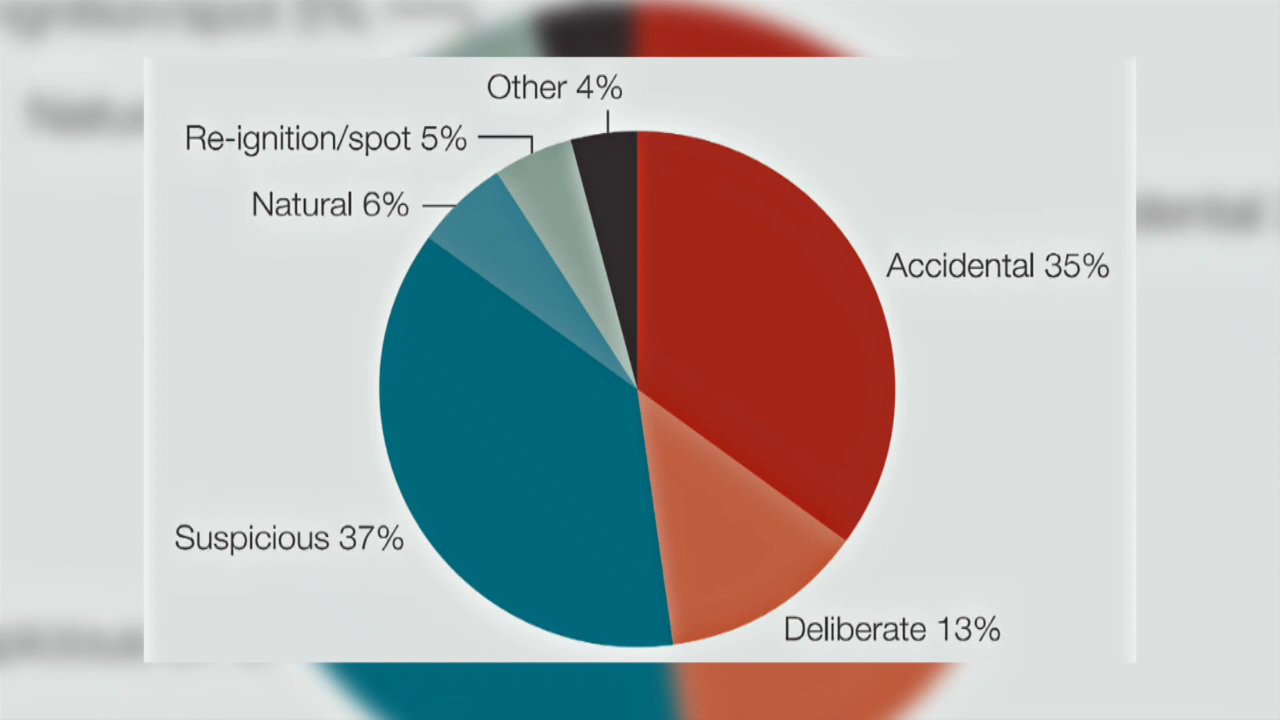 Other 4%
Re-ignition/spot 5%
Natural 6%
Accidental 35%
Suspicious 37%
Deliberate 13%